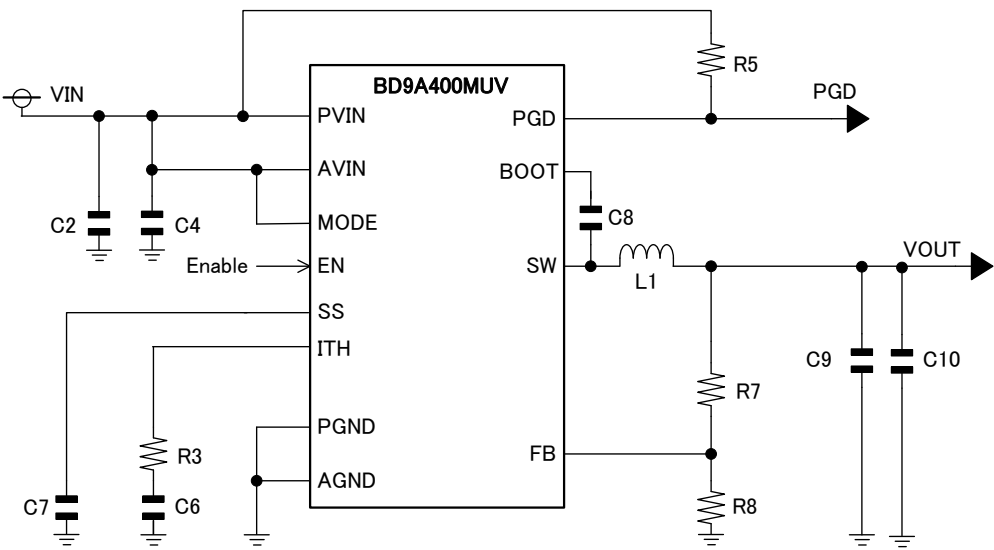 VIN
BD9A400MUV
R5
PGD
PVIN
PGD
AVIN
BOOT
C2
C4
MODE
C8
Enable
EN
SW
L1
VOUT
SS
ITH
C9
C10
R7
PGND
R3
FB
AGND
C7
C6
R8